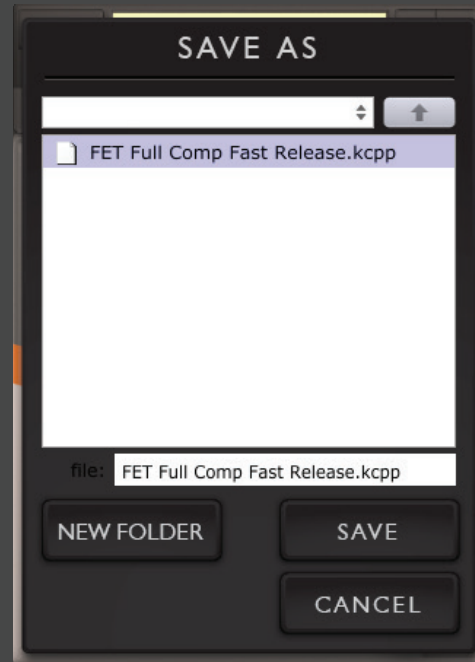 SAVE AS
FET Full Comp Fast Release.kcpp
file: FET Full Comp Fast Release.kcpp
NEW FOLDER
SAVE
CANCEL